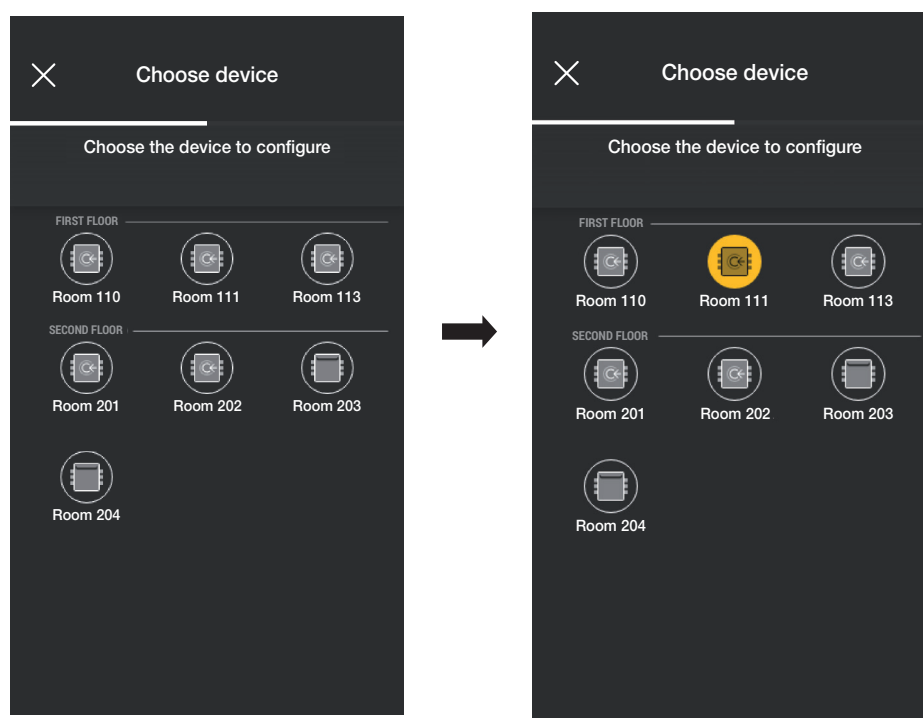 Choose device
Choose the device to configure
FIRST FLOOR
Room 110 Room 111 Room 113
SECOND FLOOR
Room 201 Room 202 Room 203
Room 204
Choose device
Choose the device to configure
FIRST FLOOR
Room 110 Room 111 Room 113
SECOND FLOOR
Room 201 Room 202 Room 203
Room 204